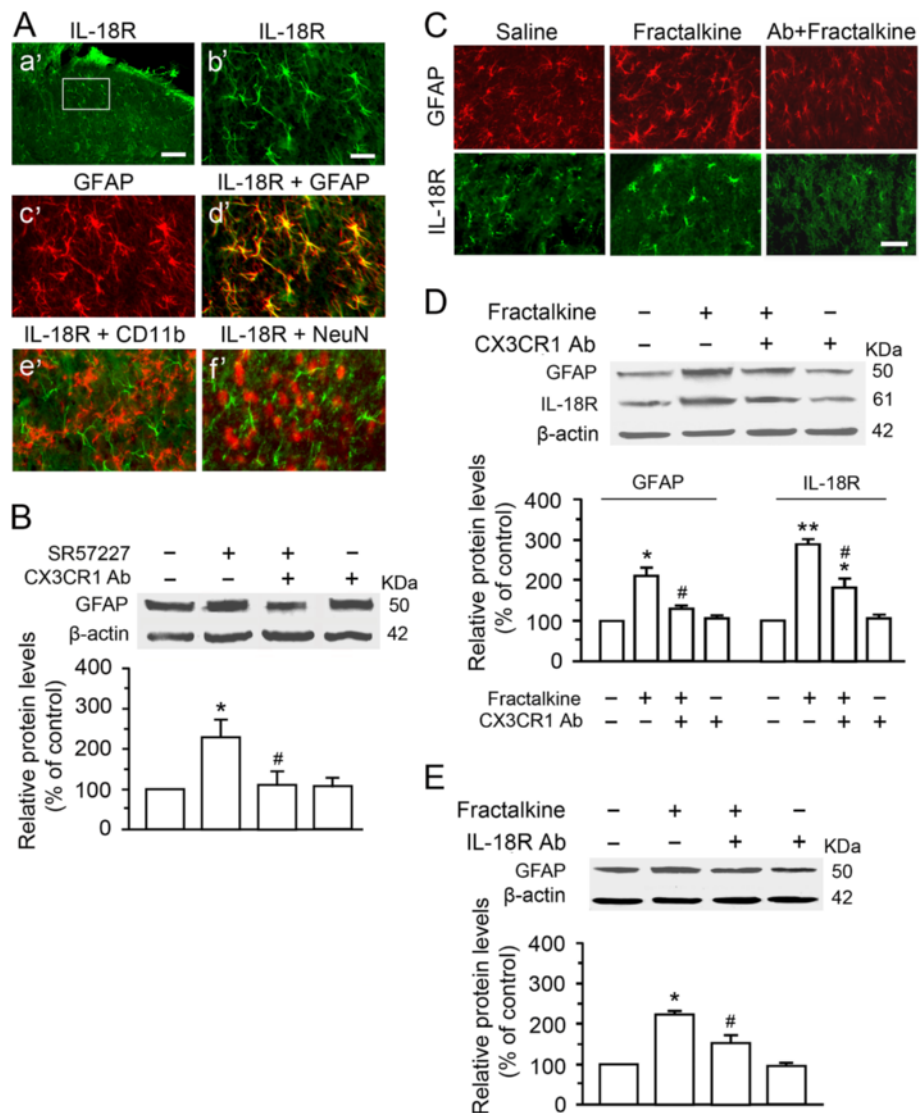 A
IL-18R
IL-18R
a'
b'
GFAP
IL-18R + GFAP
c'
d'
IL-18R + CD11b
IL-18R + NeuN
e'
f'
B
SR57227 – + + –
CX3CR1 Ab – – + + KDa
GFAP 50
β-actin 42
Relative protein levels
(% of control)
400
300
200
100
0
*
#
C
Saline Fractalkine Ab+Fractalkine
GFAP
IL-18R
D
Fractalkine – + + –
CX3CR1 Ab – – + + KDa
GFAP 50
IL-18R 61
β-actin 42
GFAP IL-18R
Relative protein levels
(% of control)
400
300
200
100
0
*
#
**
#
*
Fractalkine – + + – – + + –
CX3CR1 Ab – – + + – – + +
E
Fractalkine – + + –
IL-18R Ab – – + + KDa
GFAP 50
β-actin 42
Relative protein levels
(% of control)
400
300
200
100
0
*
#